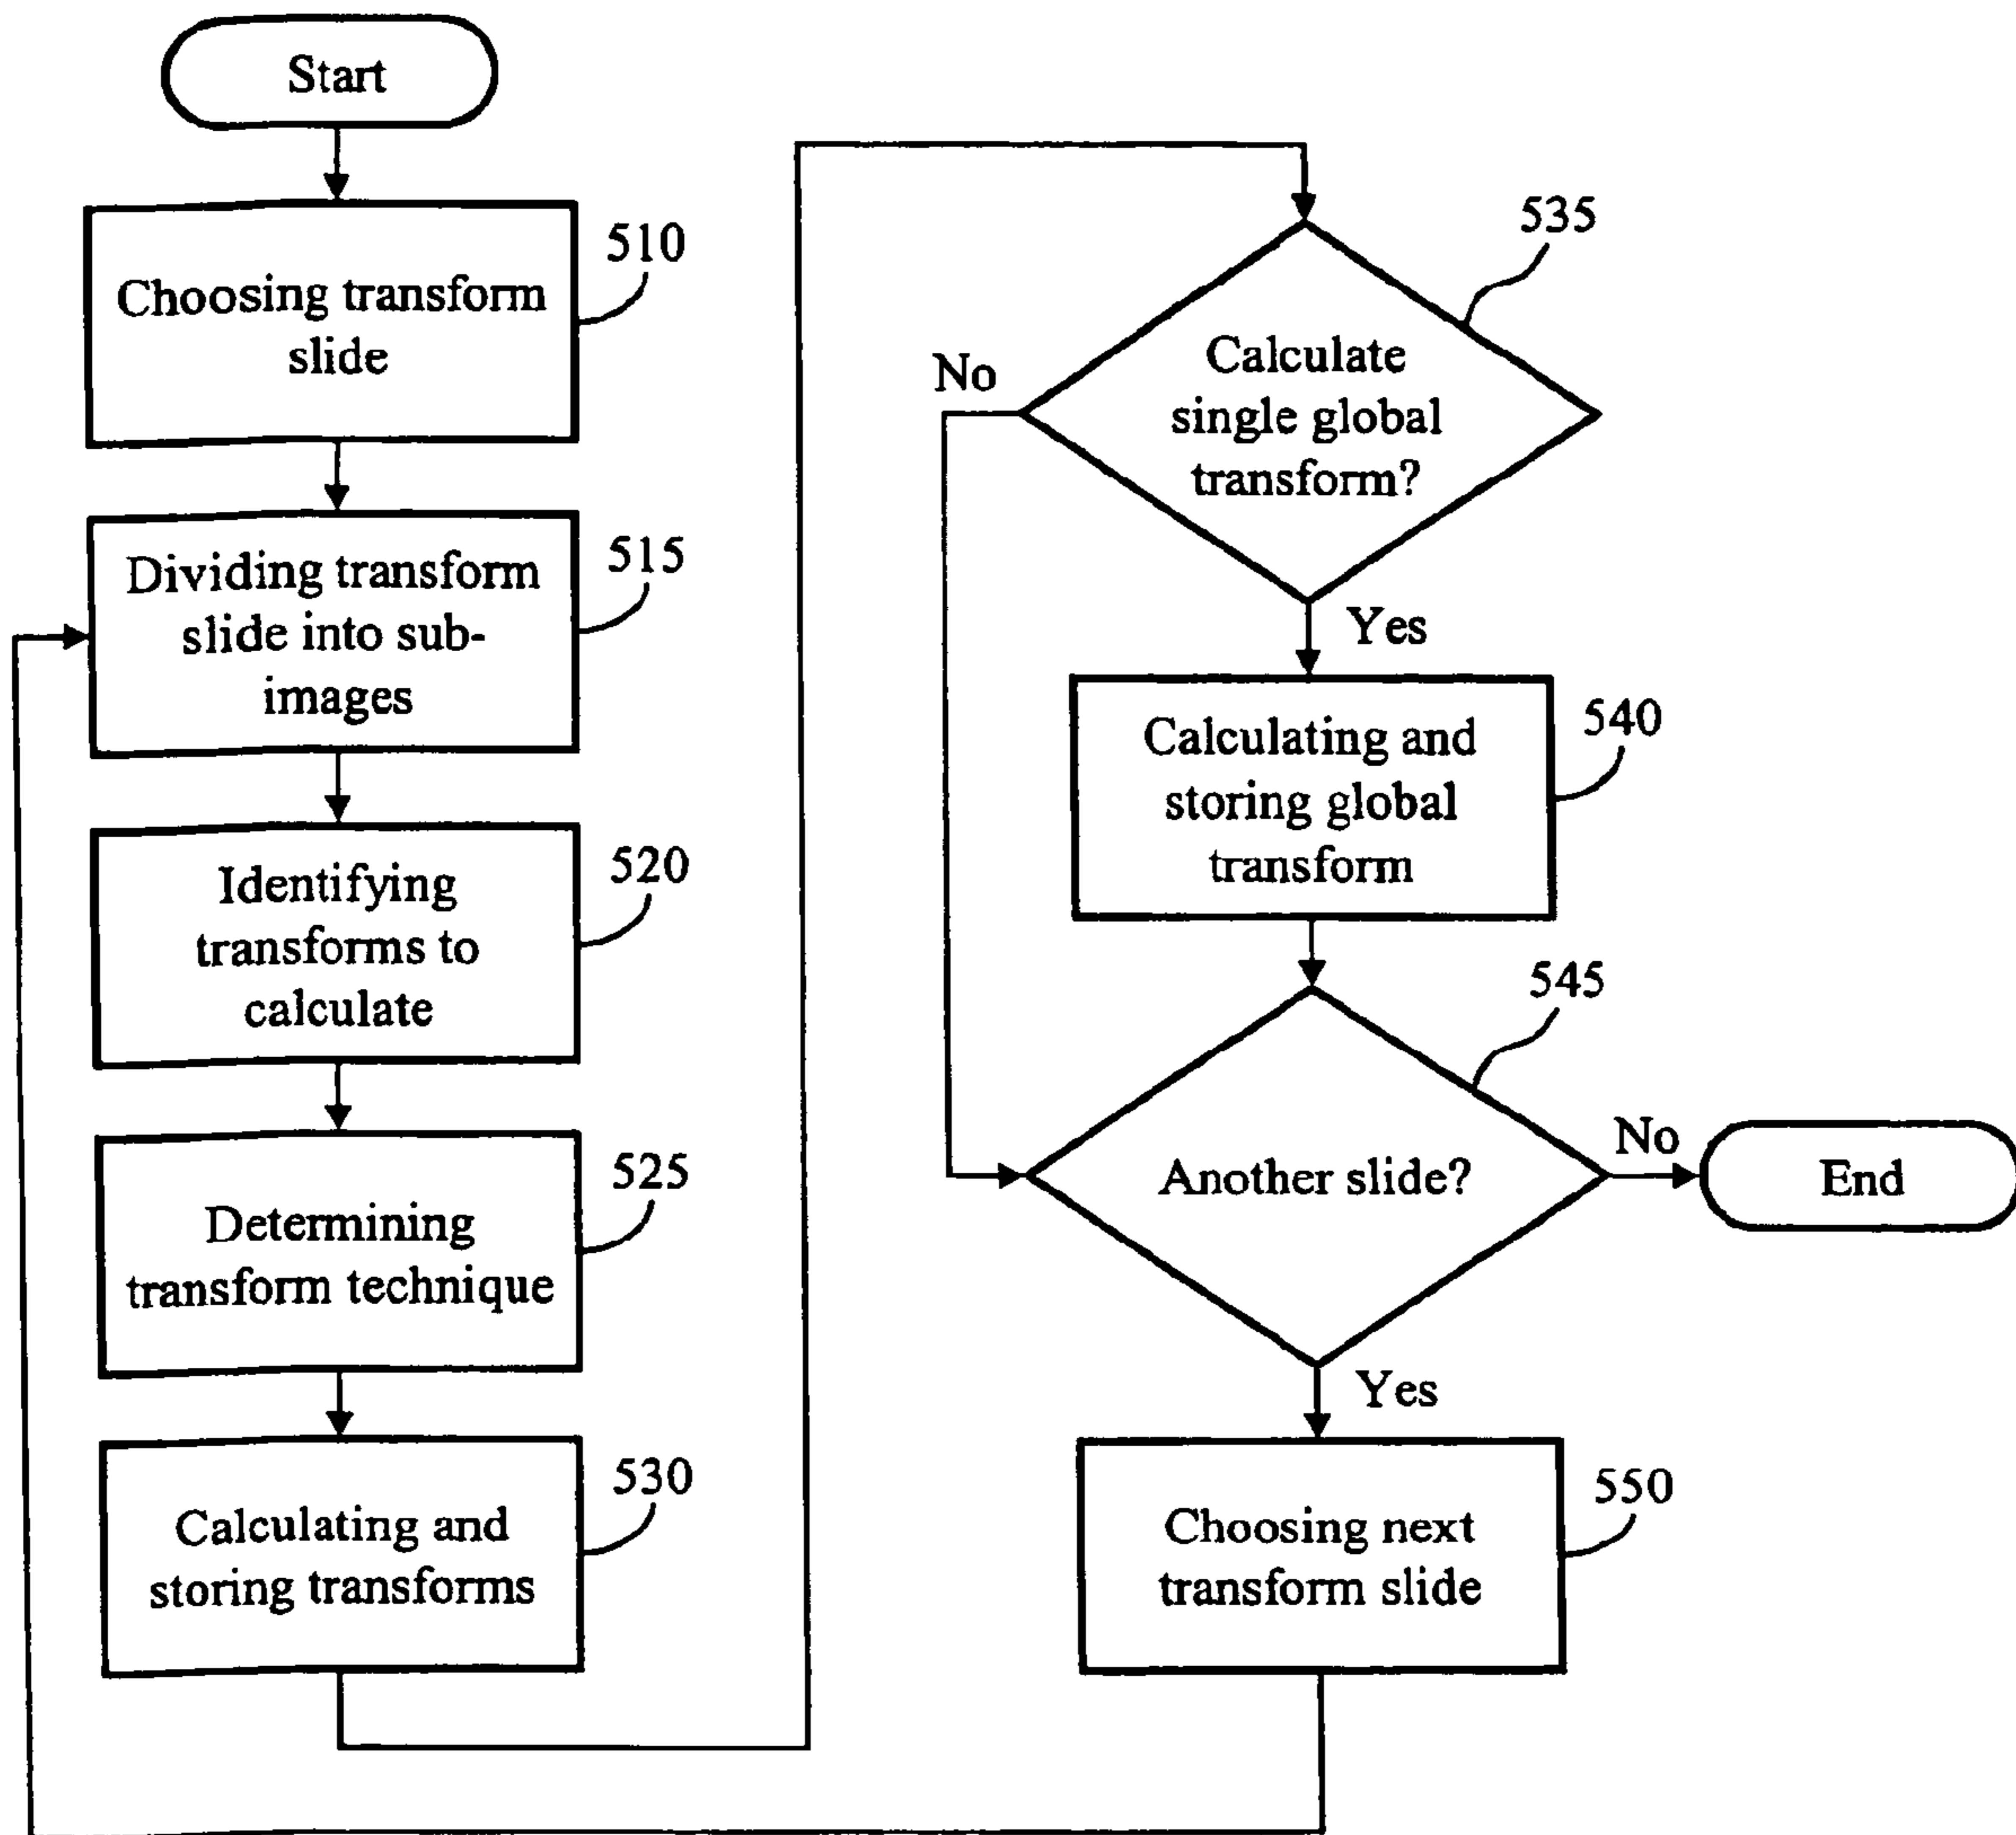 Start
510
Choosing transform
slide
515
Dividing transform
slide into sub-
images
520
Identifying
transforms to
calculate
525
Determining
transform technique
530
Calculating and
storing transforms
535
Calculate
single global
transform?
No
Yes
540
Calculating and
storing global
transform
545
Another slide?
No
End
Yes
550
Choosing next
transform slide